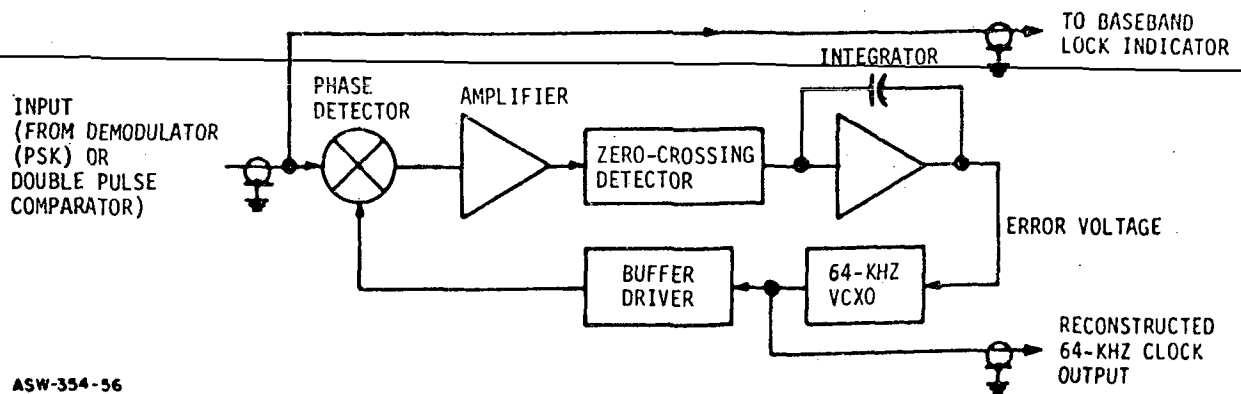 TO BASEBAND
LOCK INDICATOR
INTEGRATOR
PHASE
DETECTOR
AMPLIFIER
INPUT
(FROM DEMODULATOR
(PSK) OR
DOUBLE PULSE
COMPARATOR)
ZERO-CROSSING
DETECTOR
ERROR VOLTAGE
BUFFER
DRIVER
64-KHZ
VCXO
RECONSTRUCTED
64-KHZ CLOCK
OUTPUT
ASW-354-56